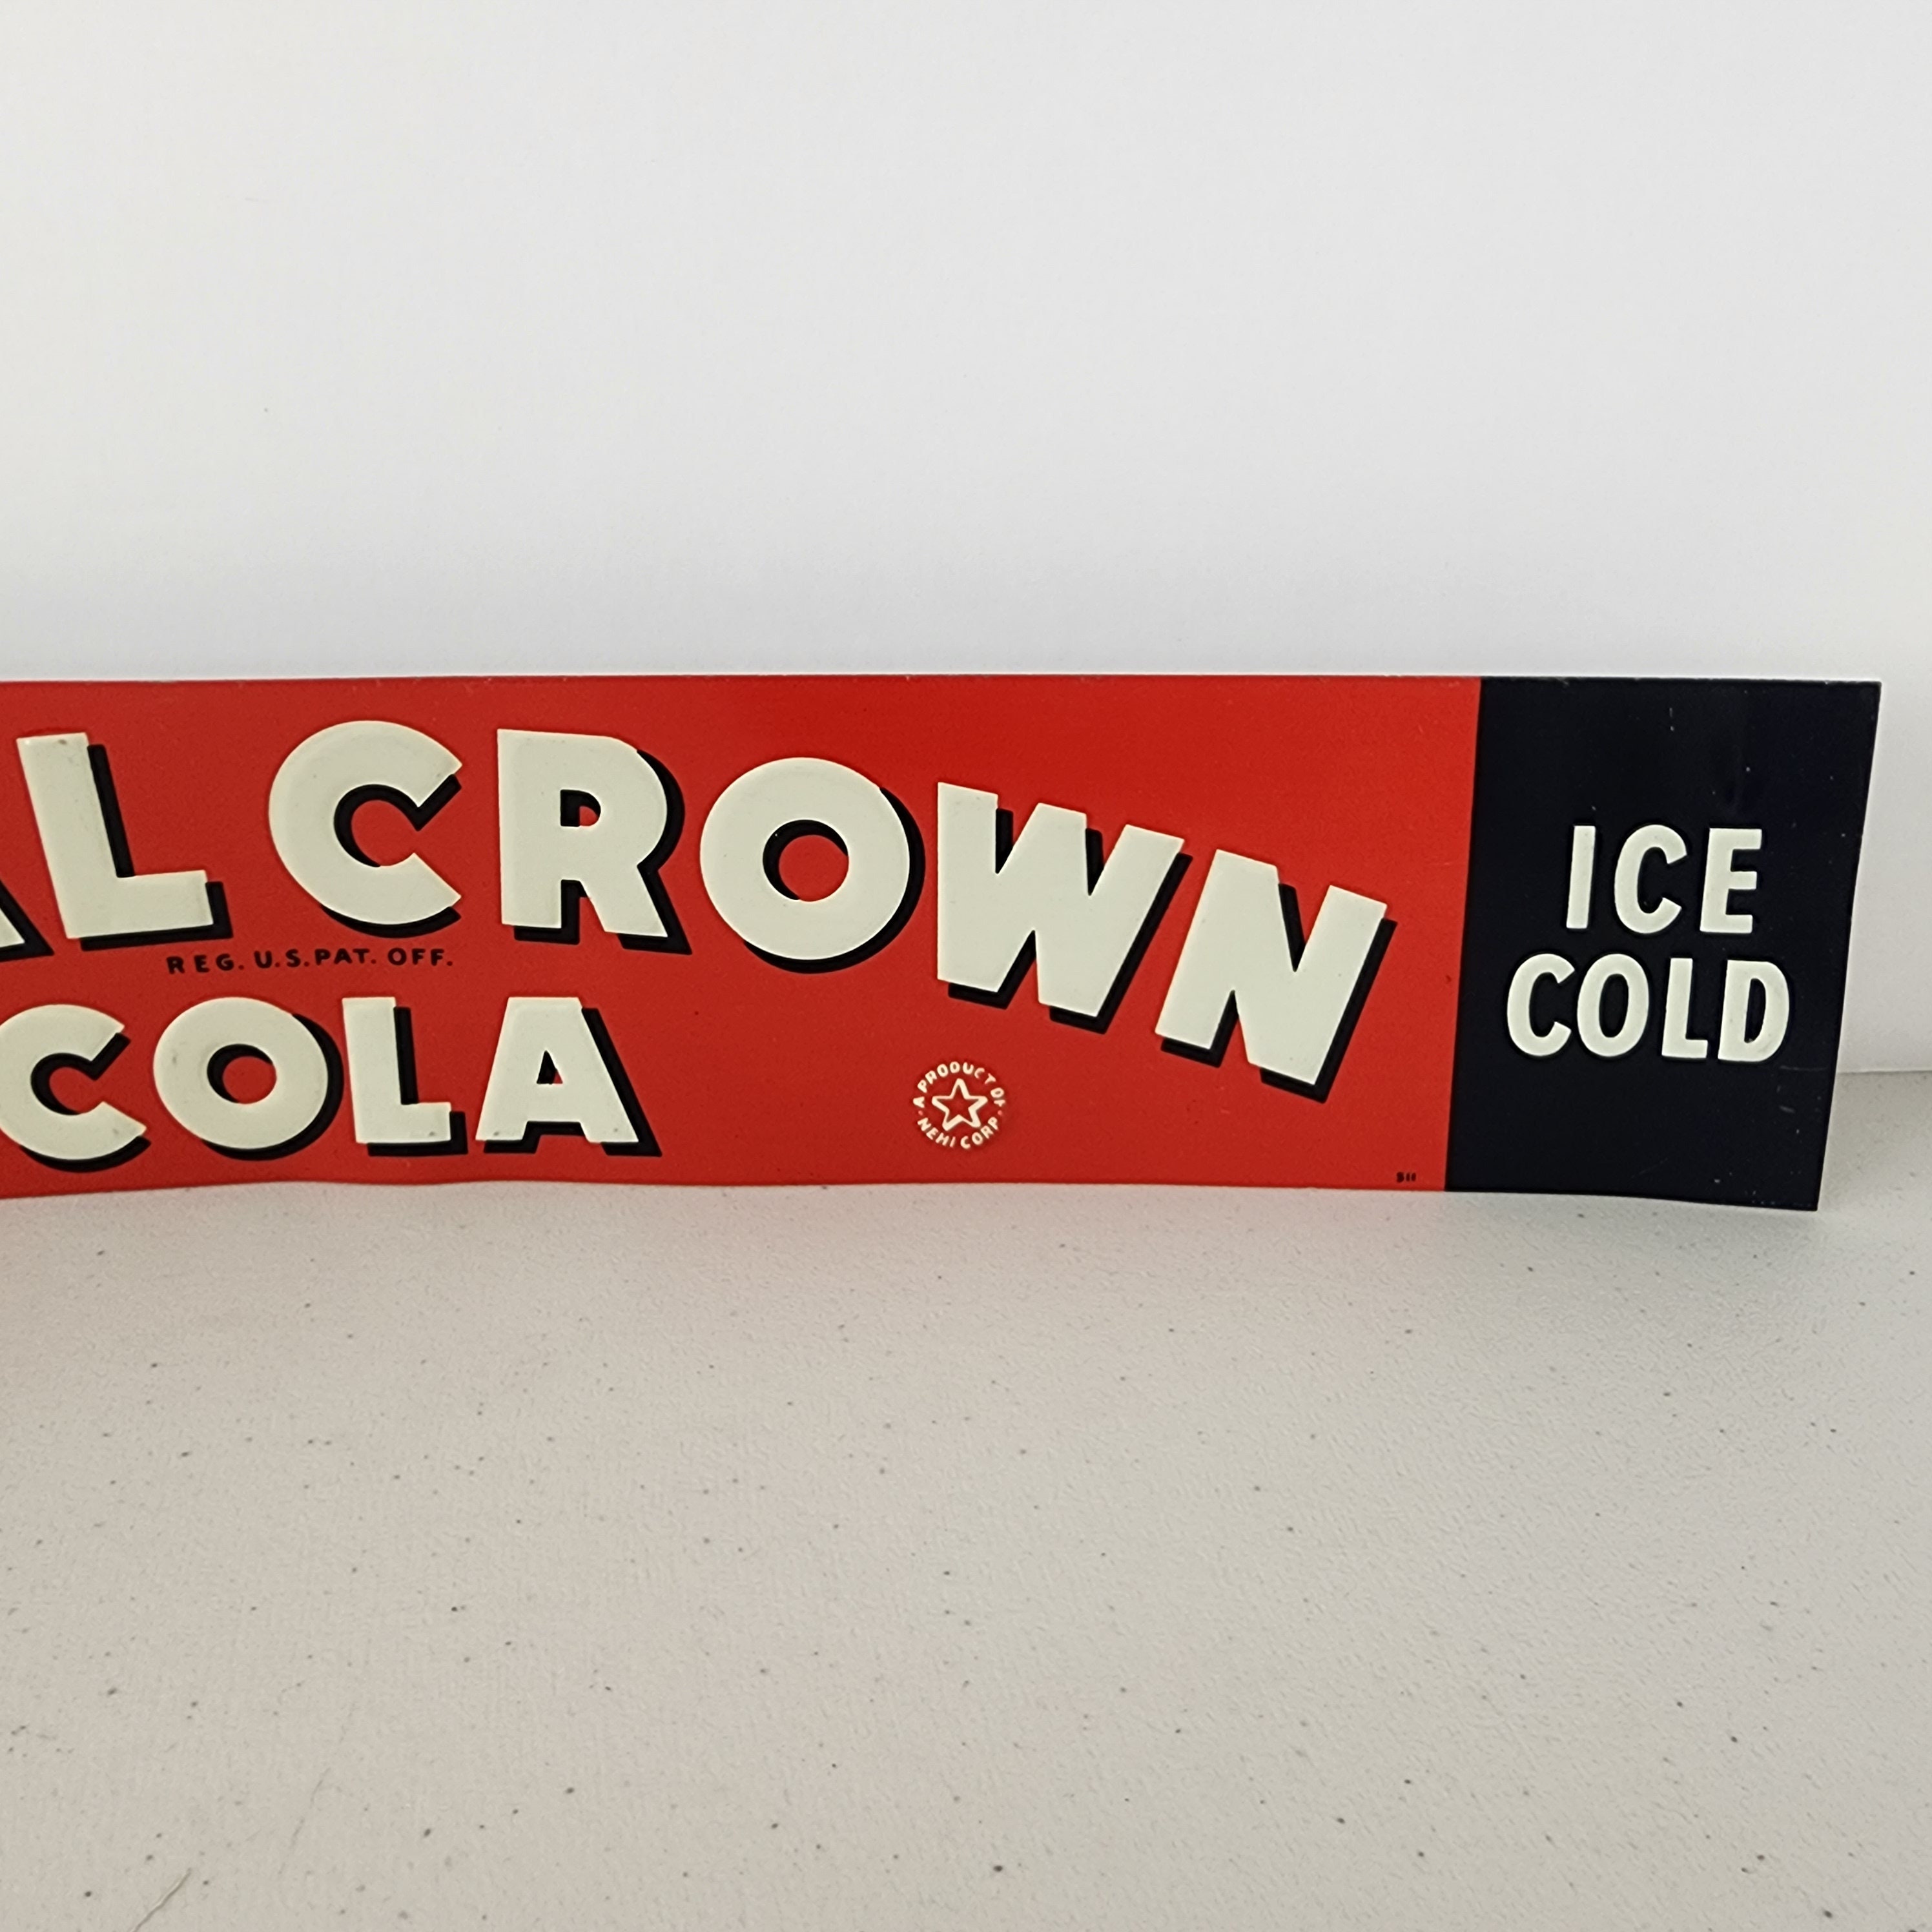 AL CROWN
REG. U.S. PAT. OFF.
COLA
A PRODUCT OF
NEHI CORP.
ICE
COLD